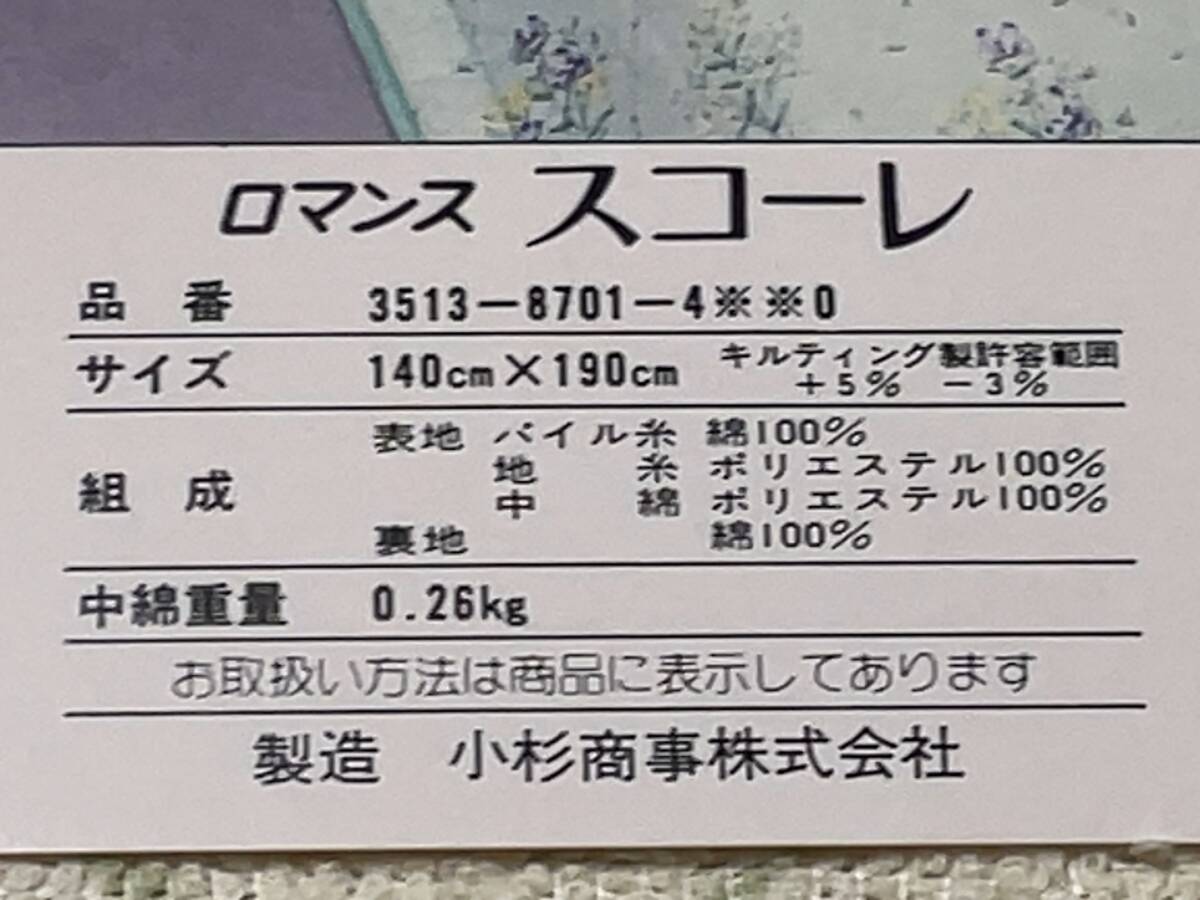 ロマンス スコーレ
品番 3513-8701-4※※0
サイズ 140cm×190cm キルティング製許容範囲
+5% -3%
組成 表地 パイル糸 綿100%
地糸 ポリエステル100%
中綿 ポリエステル100%
裏地 綿100%
中綿重量 0.26kg
お取扱い方法は商品に表示してあります
製造 小杉商事株式会社